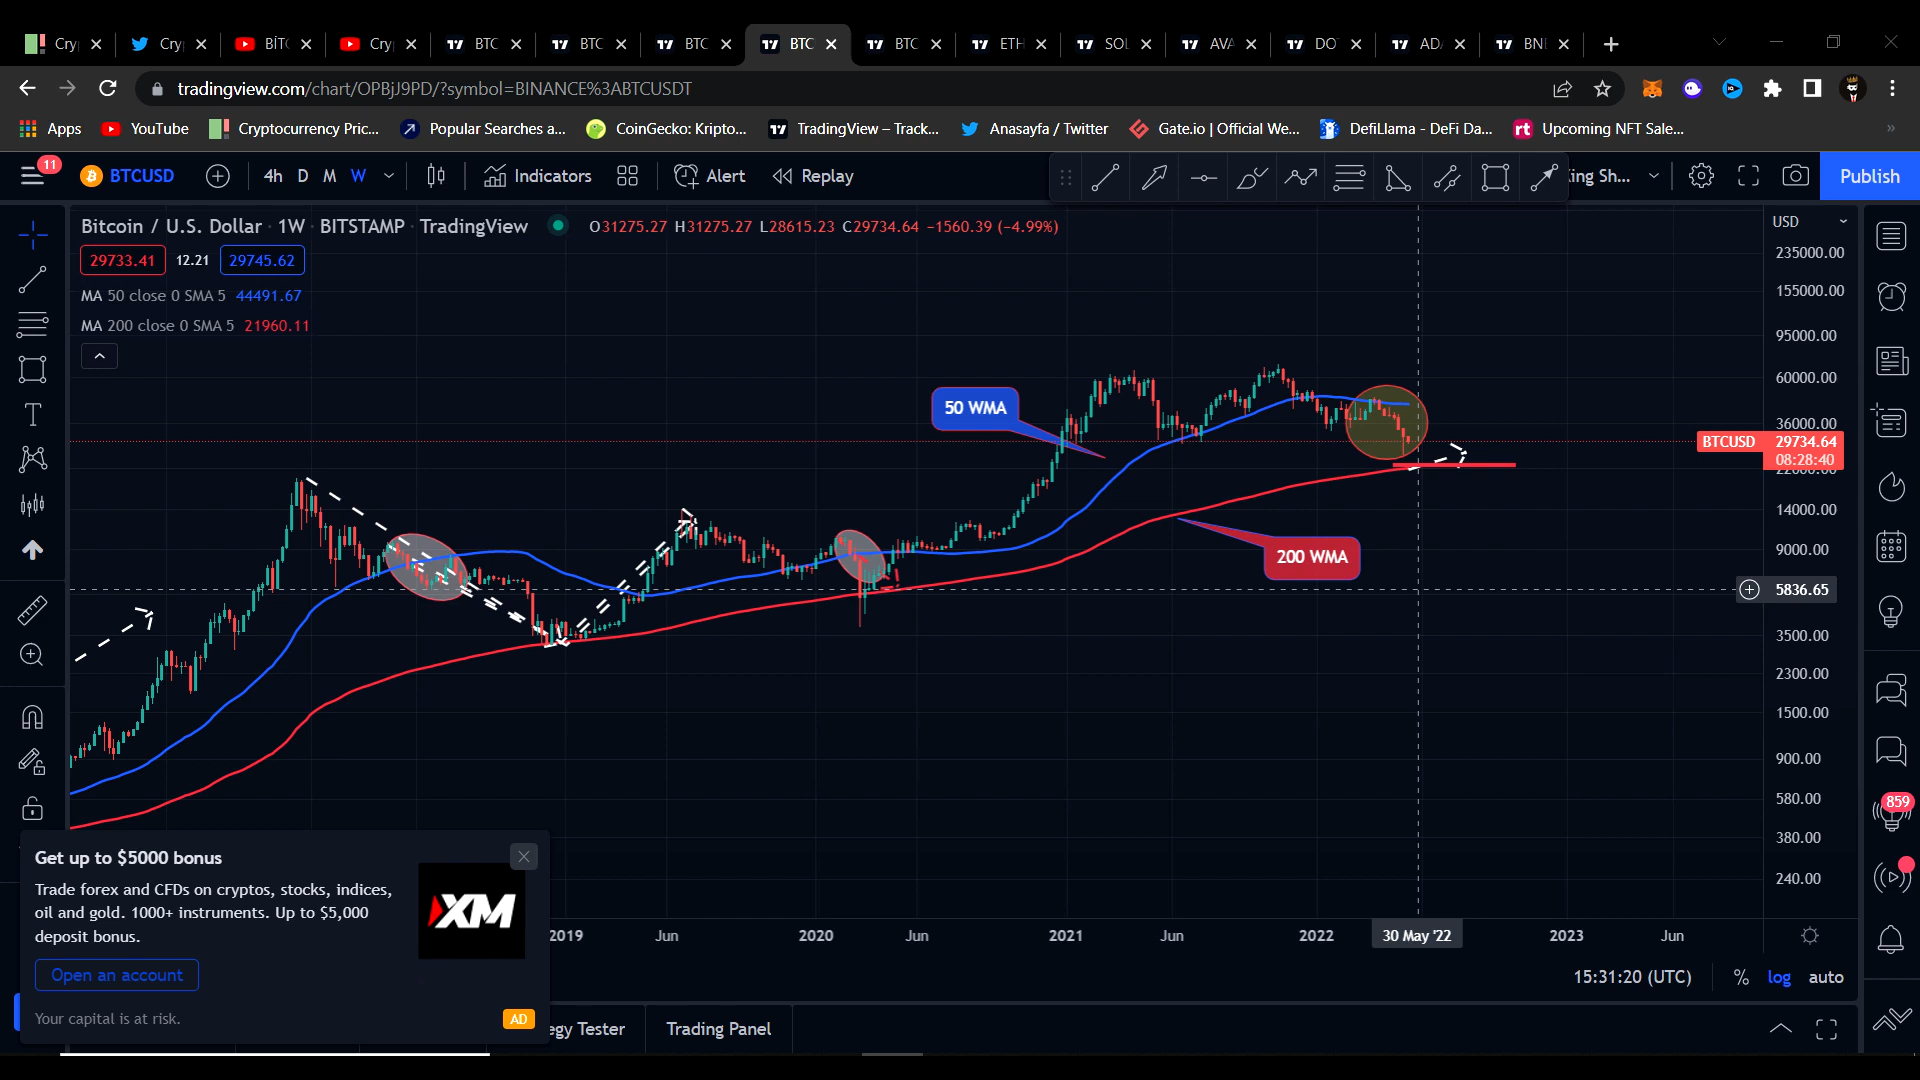 Cry
Cry
BİTC
Cry
BTC
BTC
BTC
BTC
BTC
ETH
SOL
AVA
DO
AD
BN
tradingview.com/chart/OPBjJ9PD/?symbol=BINANCE%3ABTCUSDT
Apps
YouTube
Cryptocurrency Pric...
Popular Searches a...
CoinGecko: Kripto...
TradingView – Track...
Anasayfa / Twitter
Gate.io | Official We...
DefiLlama - DeFi Da...
rt
Upcoming NFT Sale...
»
11
BTCUSD
4h D M W
Indicators
Alert
Replay
ing Sh...
Publish
Bitcoin / U.S. Dollar · 1W · BITSTAMP · TradingView
O31275.27 H31275.27 L28615.23 C29734.64 −1560.39 (−4.99%)
29733.41 12.21 29745.62
MA 50 close 0 SMA 5 44491.67
MA 200 close 0 SMA 5 21960.11
USD
235000.00
155000.00
95000.00
60000.00
36000.00
BTCUSD 29734.64
08:28:40
22000.00
14000.00
9000.00
5836.65
3500.00
2300.00
1500.00
900.00
580.00
380.00
240.00
50 WMA
200 WMA
859
Get up to $5000 bonus
Trade forex and CFDs on cryptos, stocks, indices,
oil and gold. 1000+ instruments. Up to $5,000
deposit bonus.
XM
Open an account
Your capital is at risk.
AD
2019 Jun 2020 Jun 2021 Jun 2022 30 May '22 2023 Jun
15:31:20 (UTC) % log auto
egy Tester
Trading Panel